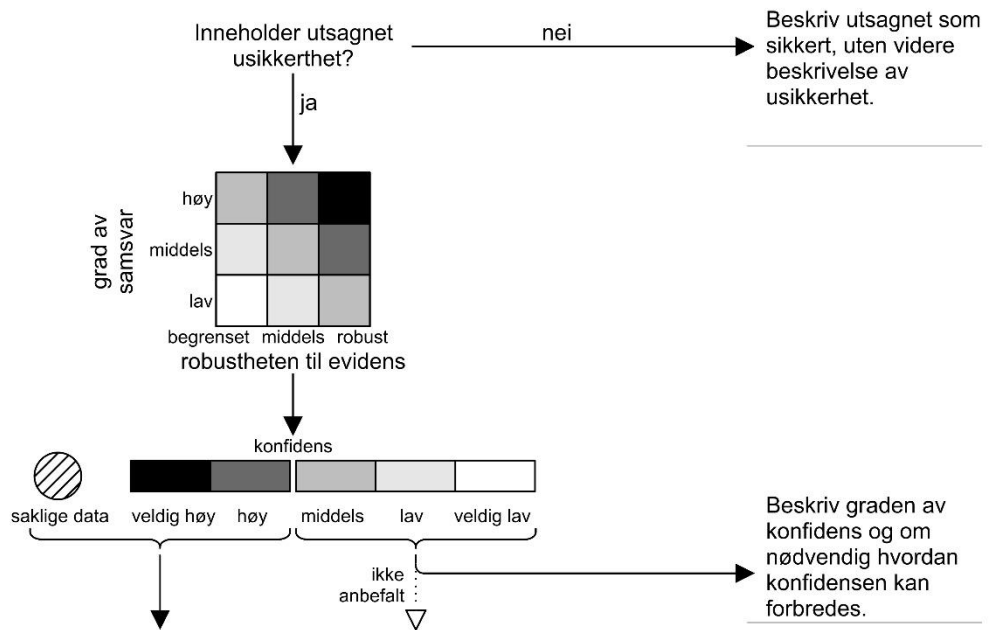 Inneholder utsagnet
usikkerthet?
nei
Beskriv utsagnet som
sikkert, uten videre
beskrivelse av
usikkerhet.
ja
grad av
samsvar
høy
middels
lav
begrenset middels robust
robustheten til evidens
konfidens
saklige data veldig høy høy middels lav veldig lav
ikke
anbefalt
Beskriv graden av
konfidens og om
nødvendig hvordan
konfidensen kan
forbredes.